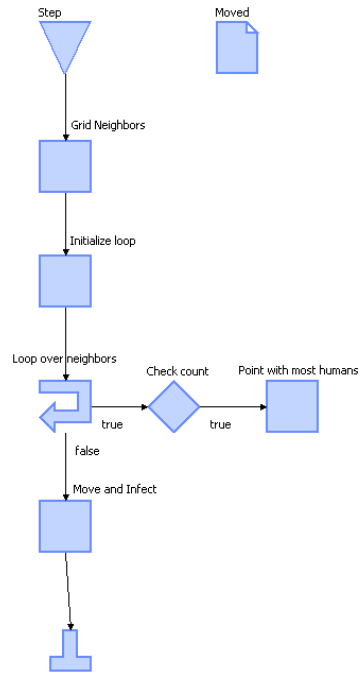 Step
Moved
Grid Neighbors
Initialize loop
Loop over neighbors
Check count
Point with most humans
true
true
false
Move and Infect